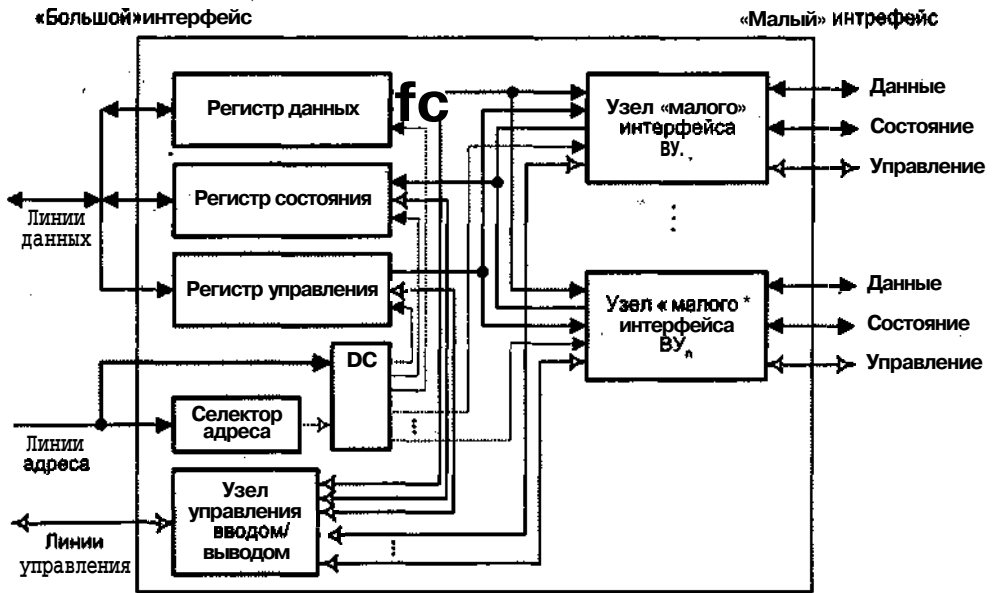 «Большой» интерфейс
«Малый» интрефейс
Регистр данных
fc
Узел «малого»
интерфейса
ВУ.
Данные
Состояние
Управление
Регистр состояния
Линии
данных
Регистр управления
Узел « малого *
интерфейса
ВУn
Данные
Состояние
Управление
DC
Селектор
адреса
Линии
адреса
Узел
управления
вводом/
выводом
Линии
управления